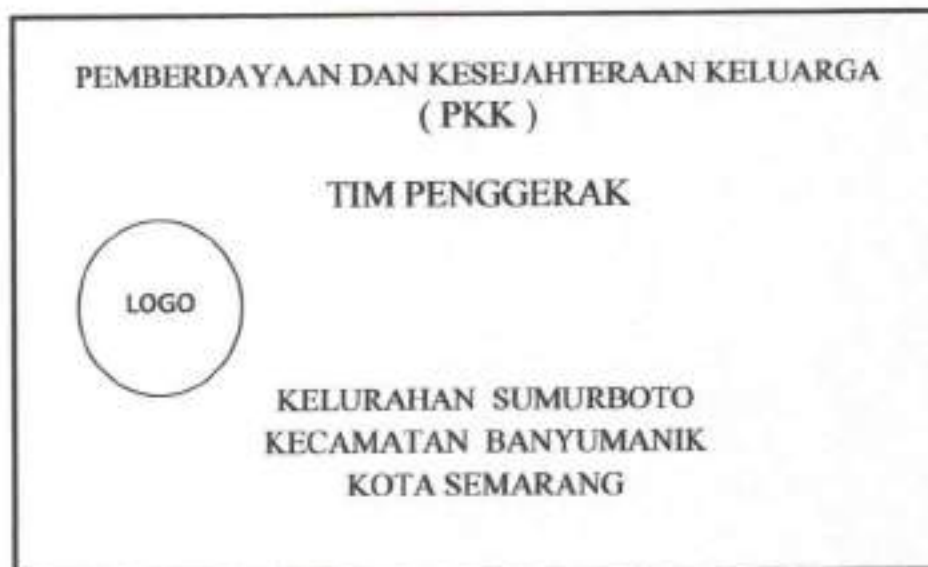 PEMBERDAYAAN DAN KESEJAHTERAAN KELUARGA
( PKK )
TIM PENGGERAK
LOGO
KELURAHAN SUMURBOTO
KECAMATAN BANYUMANIK
KOTA SEMARANG